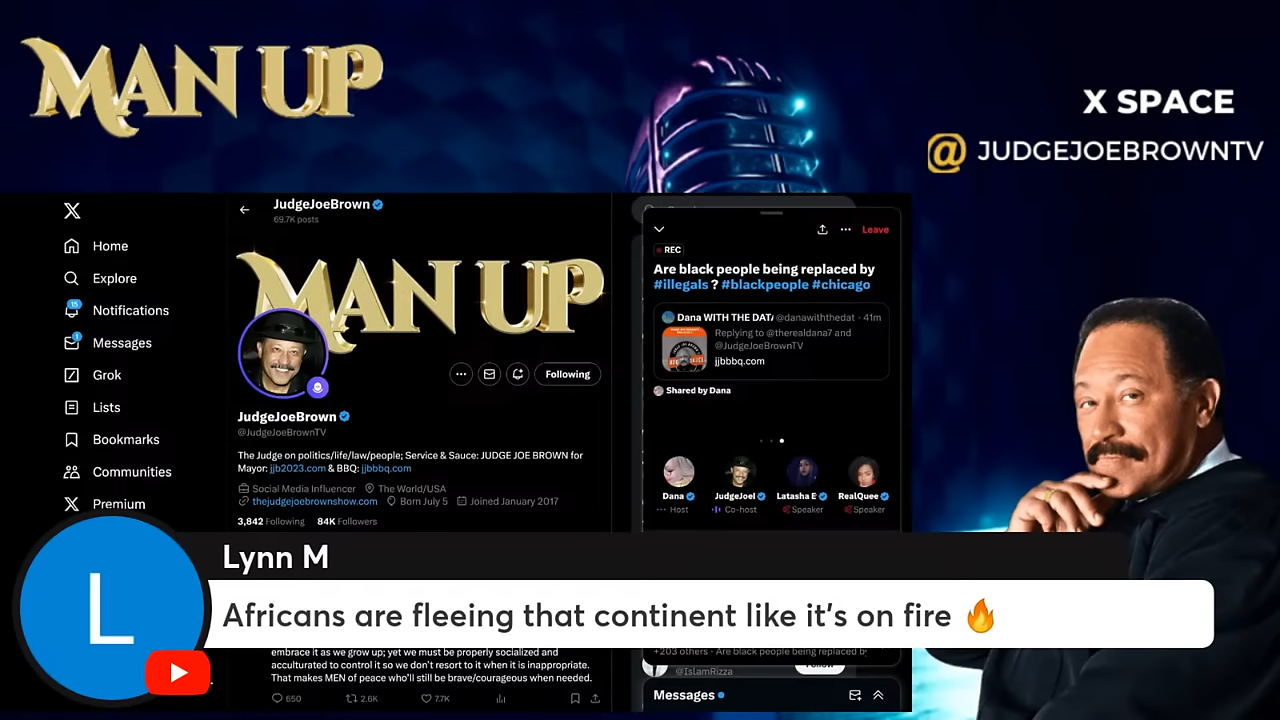 MAN UP
X SPACE
@ JUDGEJOEBROWNTV
Home
Explore
15
Notifications
1
Messages
Grok
Lists
Bookmarks
Communities
Premium
JudgeJoeBrown
69.7K posts
MAN UP
Following
JudgeJoeBrown
@JudgeJoeBrownTV
The Judge on politics/life/law/people; Service & Sauce: JUDGE JOE BROWN for
Mayor: jjb2023.com & BBQ: jjbbbq.com
Social Media Influencer The World/USA
thejudgejoebrownshow.com Born July 5 Joined January 2017
3,842 Following 84K Followers
Leave
REC
Are black people being replaced by
#illegals ? #blackpeople #chicago
Dana WITH THE DATA @danawiththedat · 41m
Replying to @therealdana7 and
@JudgeJoeBrownTV
jjbbbq.com
Shared by Dana
Dana JudgeJoel Latasha E RealQuee
Host Co-host Speaker Speaker
L
Lynn M
Africans are fleeing that continent like it's on fire 🔥
embrace it as we grow up; yet we must be properly socialized and
acculturated to control it so we don't resort to it when it is inappropriate.
That makes MEN of peace who'll still be brave/courageous when needed.
650 2.6K 7.7K
+203 others · Are black people being replaced by
@IslamRizza
Follow
Messages